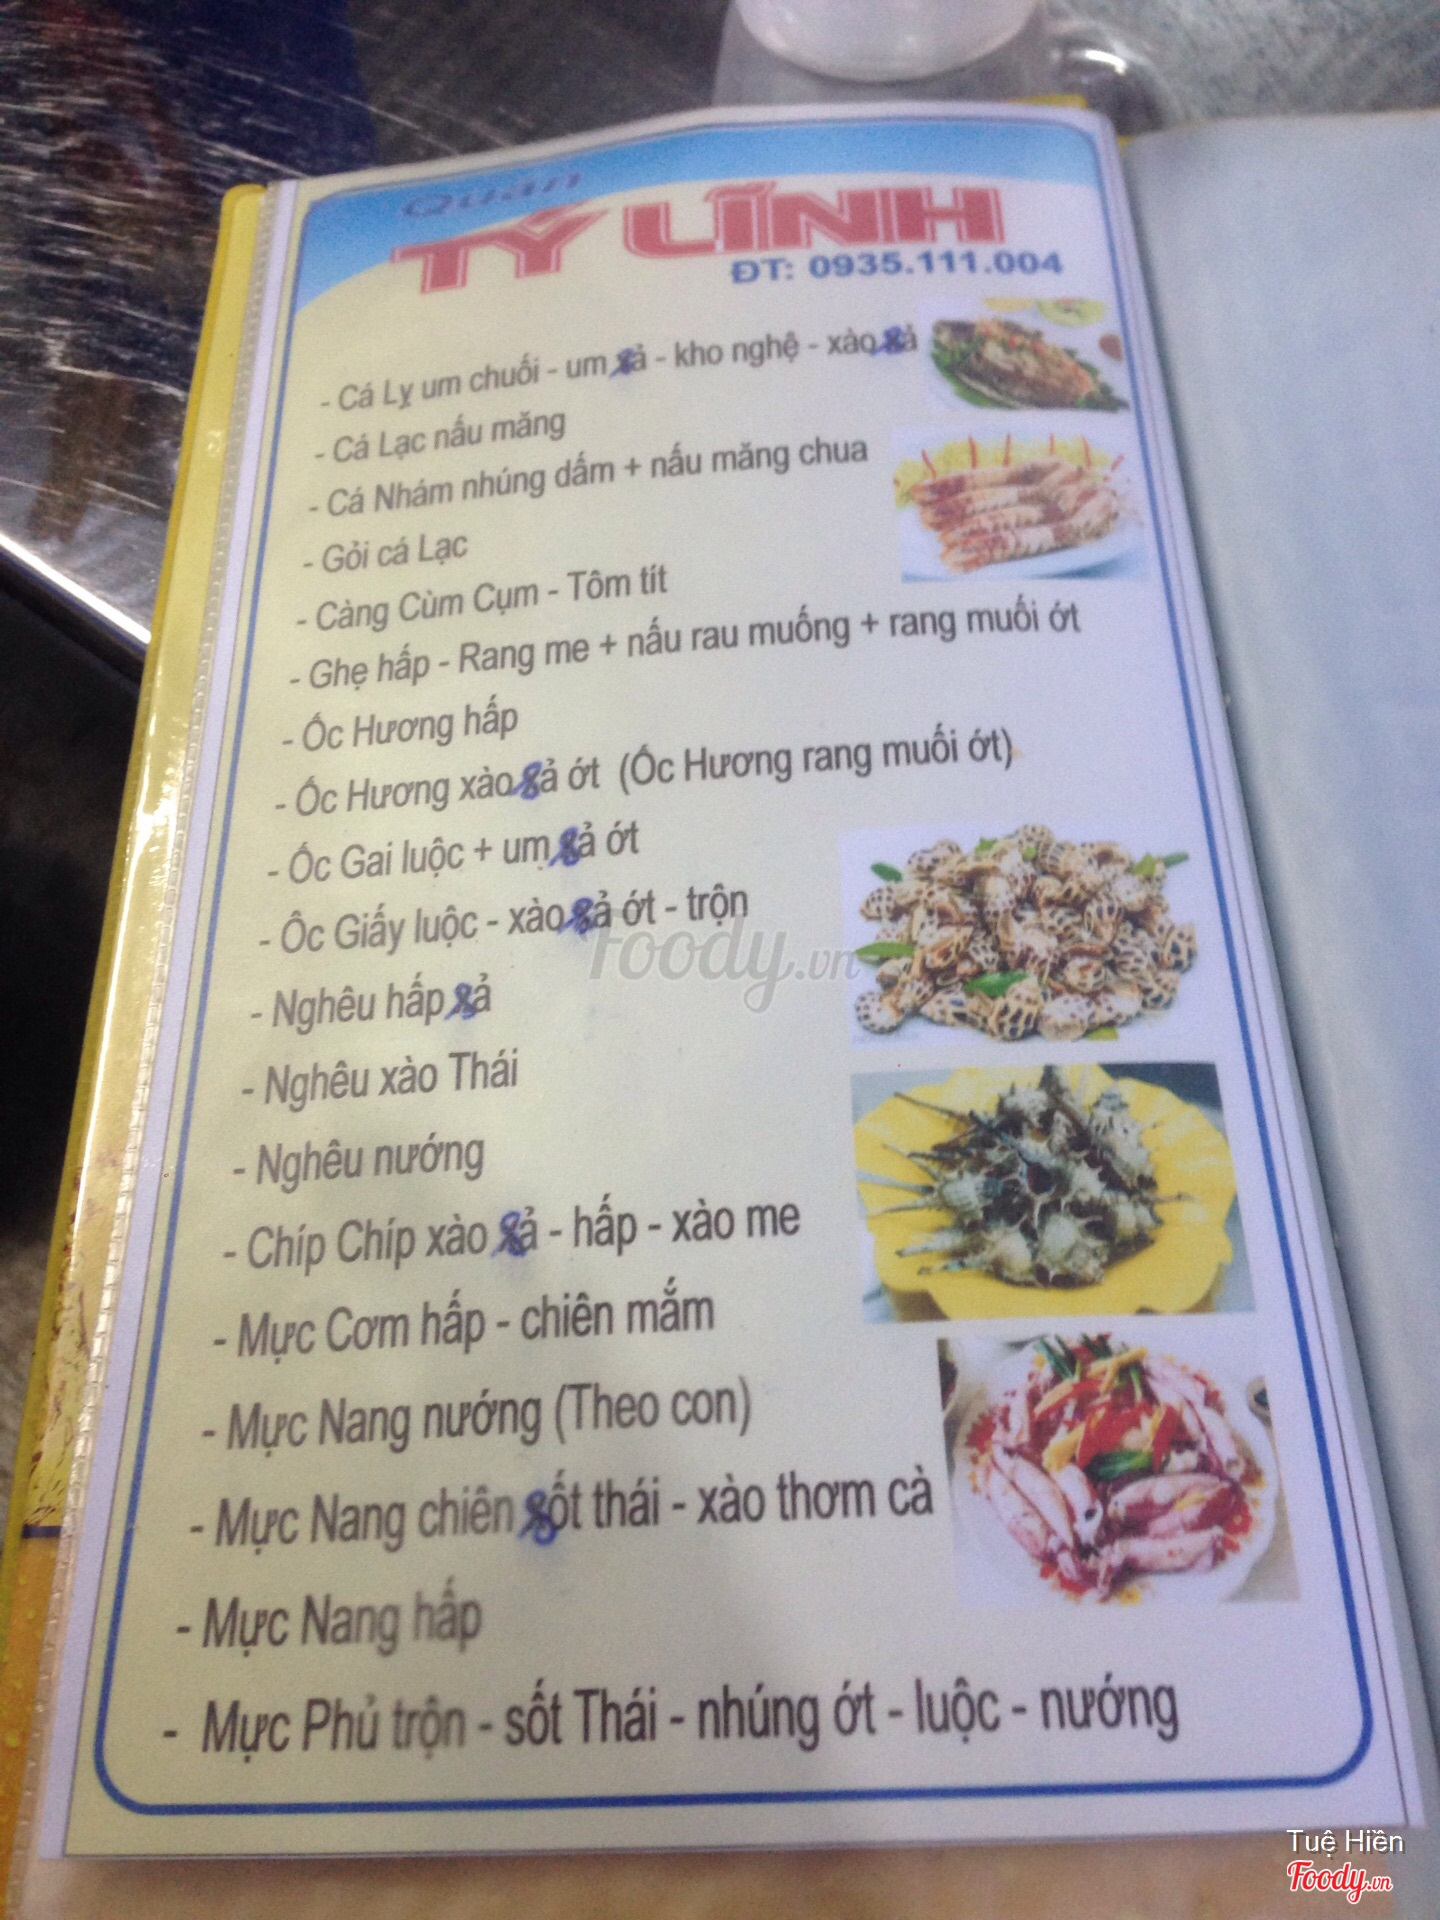 Quán
TÝ LĨNH
ĐT: 0935.111.004
- Cá Lỵ um chuối - um sả - kho nghệ - xào sả
- Cá Lạc nấu măng
- Cá Nhám nhúng dấm + nấu măng chua
- Gỏi cá Lạc
- Càng Cùm Cụm - Tôm tít
- Ghẹ hấp - Rang me + nấu rau muống + rang muối ớt
- Ốc Hương hấp
- Ốc Hương xào sả ớt (Ốc Hương rang muối ớt)
- Ốc Gai luộc + um sả ớt
- Ôc Giấy luộc - xào sả ớt - trộn
- Nghêu hấp sả
- Nghêu xào Thái
- Nghêu nướng
- Chíp Chíp xào sả - hấp - xào me
- Mực Cơm hấp - chiên mắm
- Mực Nang nướng (Theo con)
- Mực Nang chiên sốt thái - xào thơm cà
- Mực Nang hấp
- Mực Phủ trộn - sốt Thái - nhúng ớt - luộc - nướng
Foody.vn
Tuệ Hiền
Foody.vn